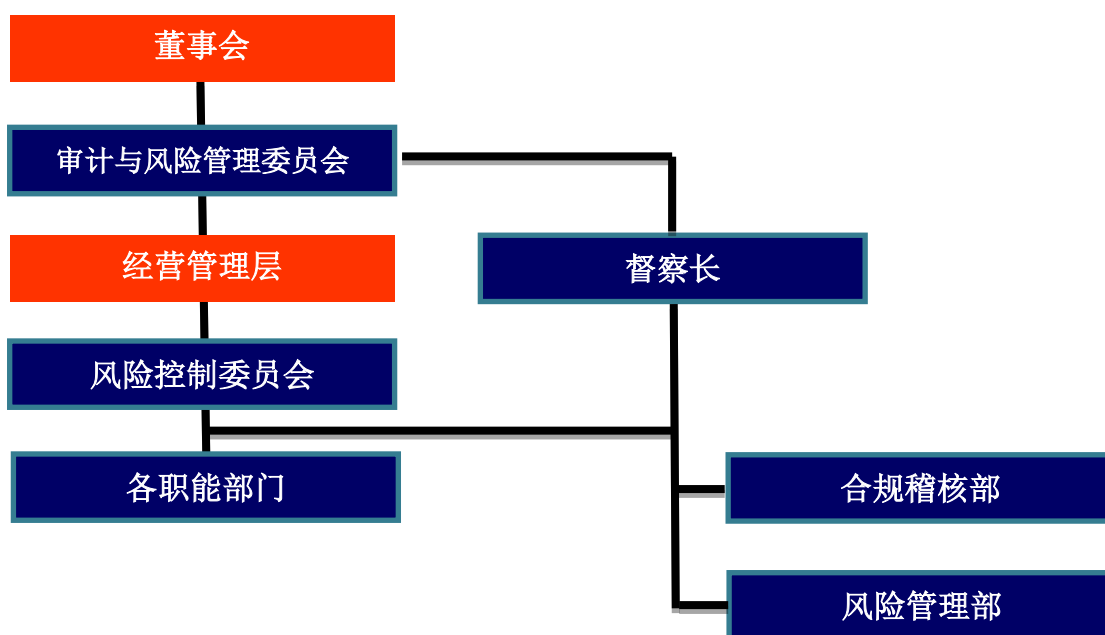 董事会
审计与风险管理委员会
经营管理层
督察长
风险控制委员会
各职能部门
合规稽核部
风险管理部